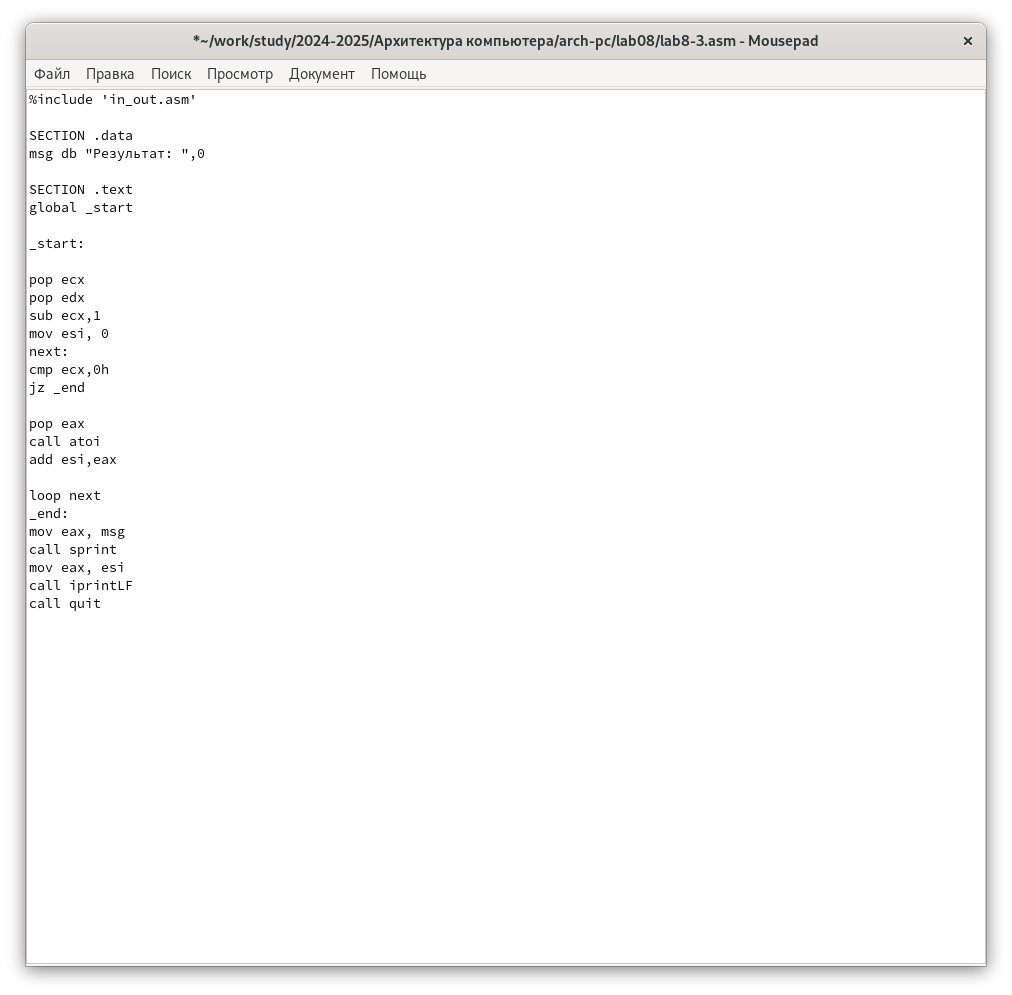 *~/work/study/2024-2025/Архитектура компьютера/arch-pc/lab08/lab8-3.asm - Mousepad
×
Файл Правка Поиск Просмотр Документ Помощь
%include 'in_out.asm'
SECTION .data
msg db "Результат: ",0
SECTION .text
global _start
_start:
pop ecx
pop edx
sub ecx,1
mov esi, 0
next:
cmp ecx,0h
jz _end
pop eax
call atoi
add esi,eax
loop next
_end:
mov eax, msg
call sprint
mov eax, esi
call iprintLF
call quit